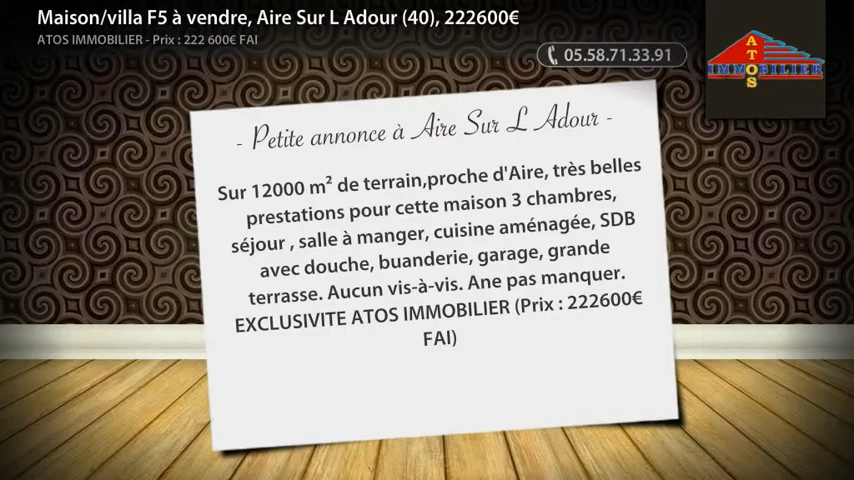 Maison/villa F5 à vendre, Aire Sur L Adour (40), 222600€
ATOS IMMOBILIER - Prix : 222 600€ FAI
05.58.71.33.91
ATOS
IMMOBILIER
- Petite annonce à Aire Sur L Adour -
Sur 12000 m² de terrain,proche d'Aire, très belles
prestations pour cette maison 3 chambres,
séjour , salle à manger, cuisine aménagée, SDB
avec douche, buanderie, garage, grande
terrasse. Aucun vis-à-vis. Ane pas manquer.
EXCLUSIVITE ATOS IMMOBILIER (Prix : 222600€
FAI)